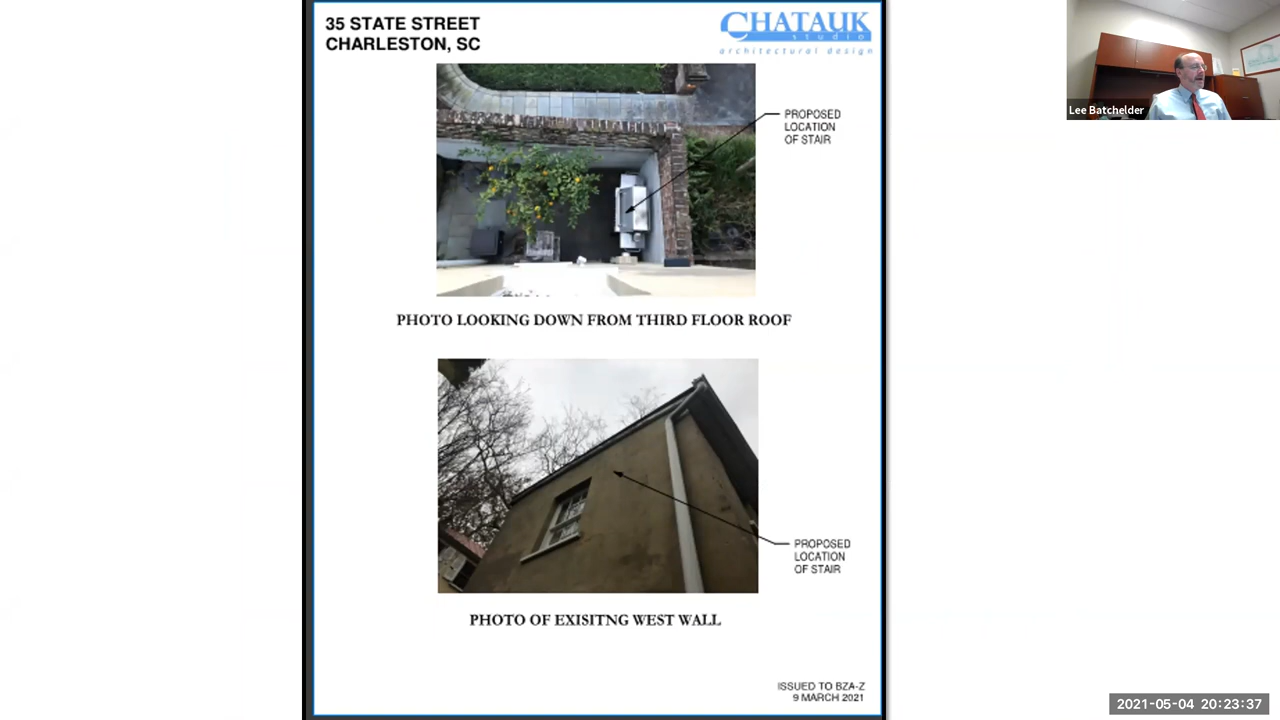 35 STATE STREET
CHARLESTON, SC
CHATAUK
studio
architectural design
PROPOSED
LOCATION
OF STAIR
PHOTO LOOKING DOWN FROM THIRD FLOOR ROOF
PROPOSED
LOCATION
OF STAIR
PHOTO OF EXISITNG WEST WALL
ISSUED TO BZA-Z
9 MARCH 2021
Lee Batchelder
2021-05-04 20:23:37